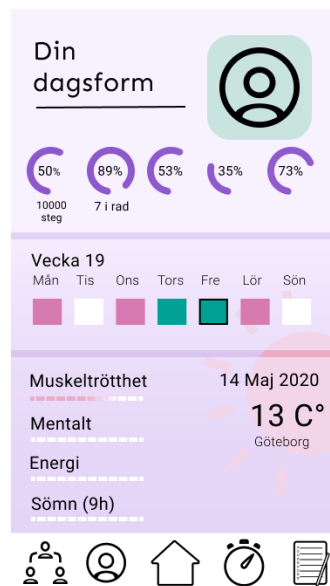 Din
dagsform
50% 89% 53% 35% 73%
10000 7 i rad
steg
Vecka 19
Mån Tis Ons Tors Fre Lör Sön
Muskeltrötthet 14 Maj 2020
13 C°
Mentalt Göteborg
Energi
Sömn (9h)